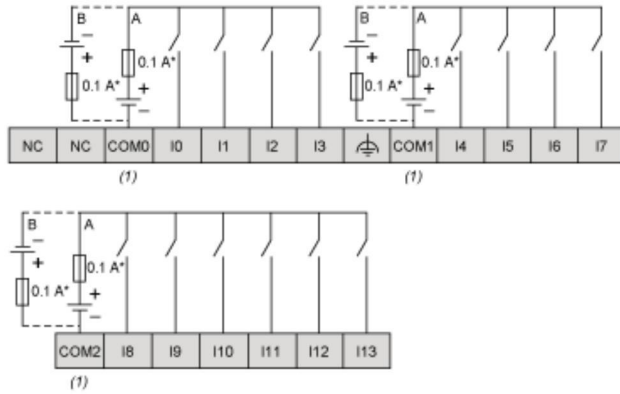 B A B A
− −
+ 0.1 A* + 0.1 A*
0.1 A* + 0.1 A* +
− −
NC NC COM0 I0 I1 I2 I3 COM1 I4 I5 I6 I7
(1) (1)
B A
−
+ 0.1 A*
0.1 A* +
−
COM2 I8 I9 I10 I11 I12 I13
(1)